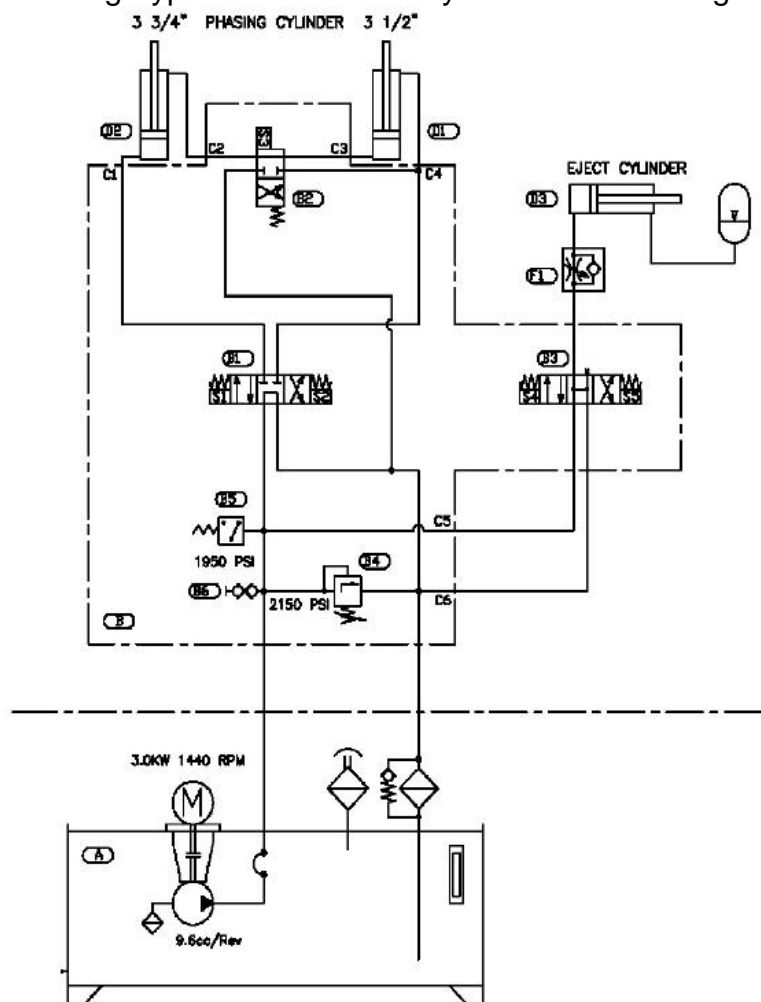 3 3/4" PHASING CYLINDER 3 1/2"
D2
D1
S3
C2
C3
C1
C4
B2
EJECT CYLINDER
D3
F1
B1
B3
S1
S2
S4
S5
B5
C5
1950 PSI
B4
B6
2150 PSI
C6
B
3.0KW 1440 RPM
M
A
9.6cc/Rev